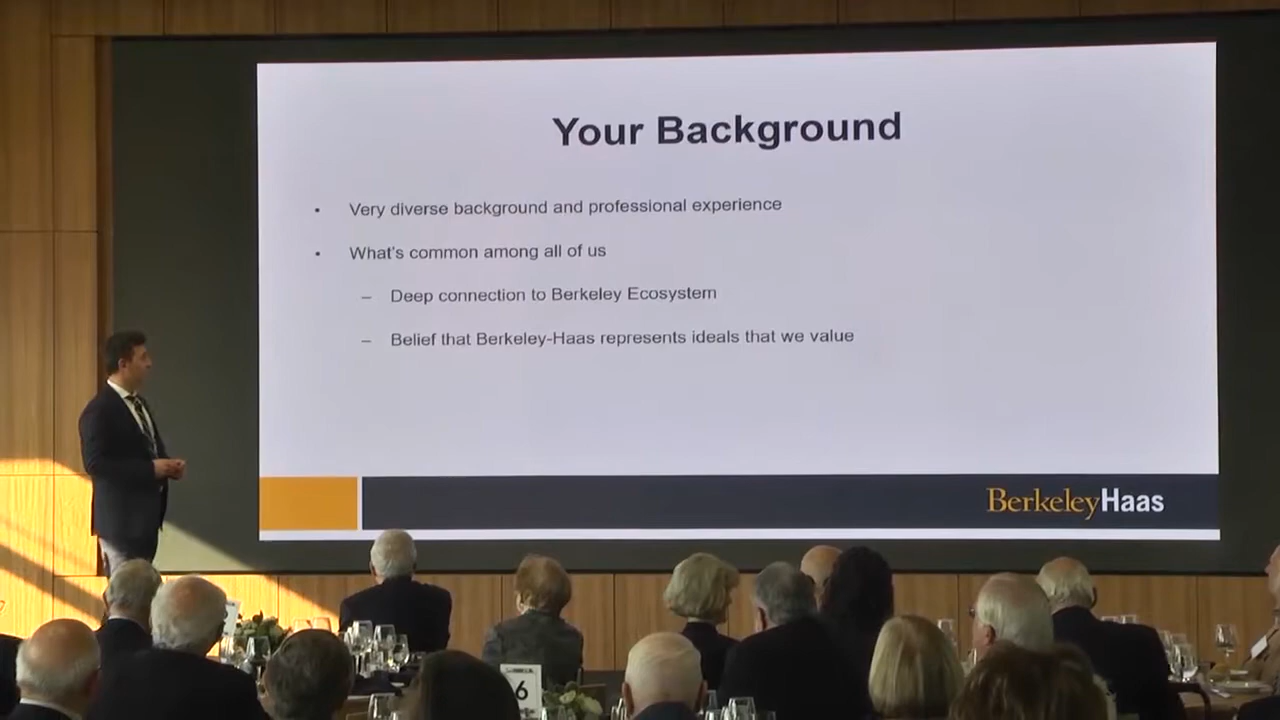 Your Background
• Very diverse background and professional experience
• What's common among all of us
– Deep connection to Berkeley Ecosystem
– Belief that Berkeley-Haas represents ideals that we value
BerkeleyHaas
6